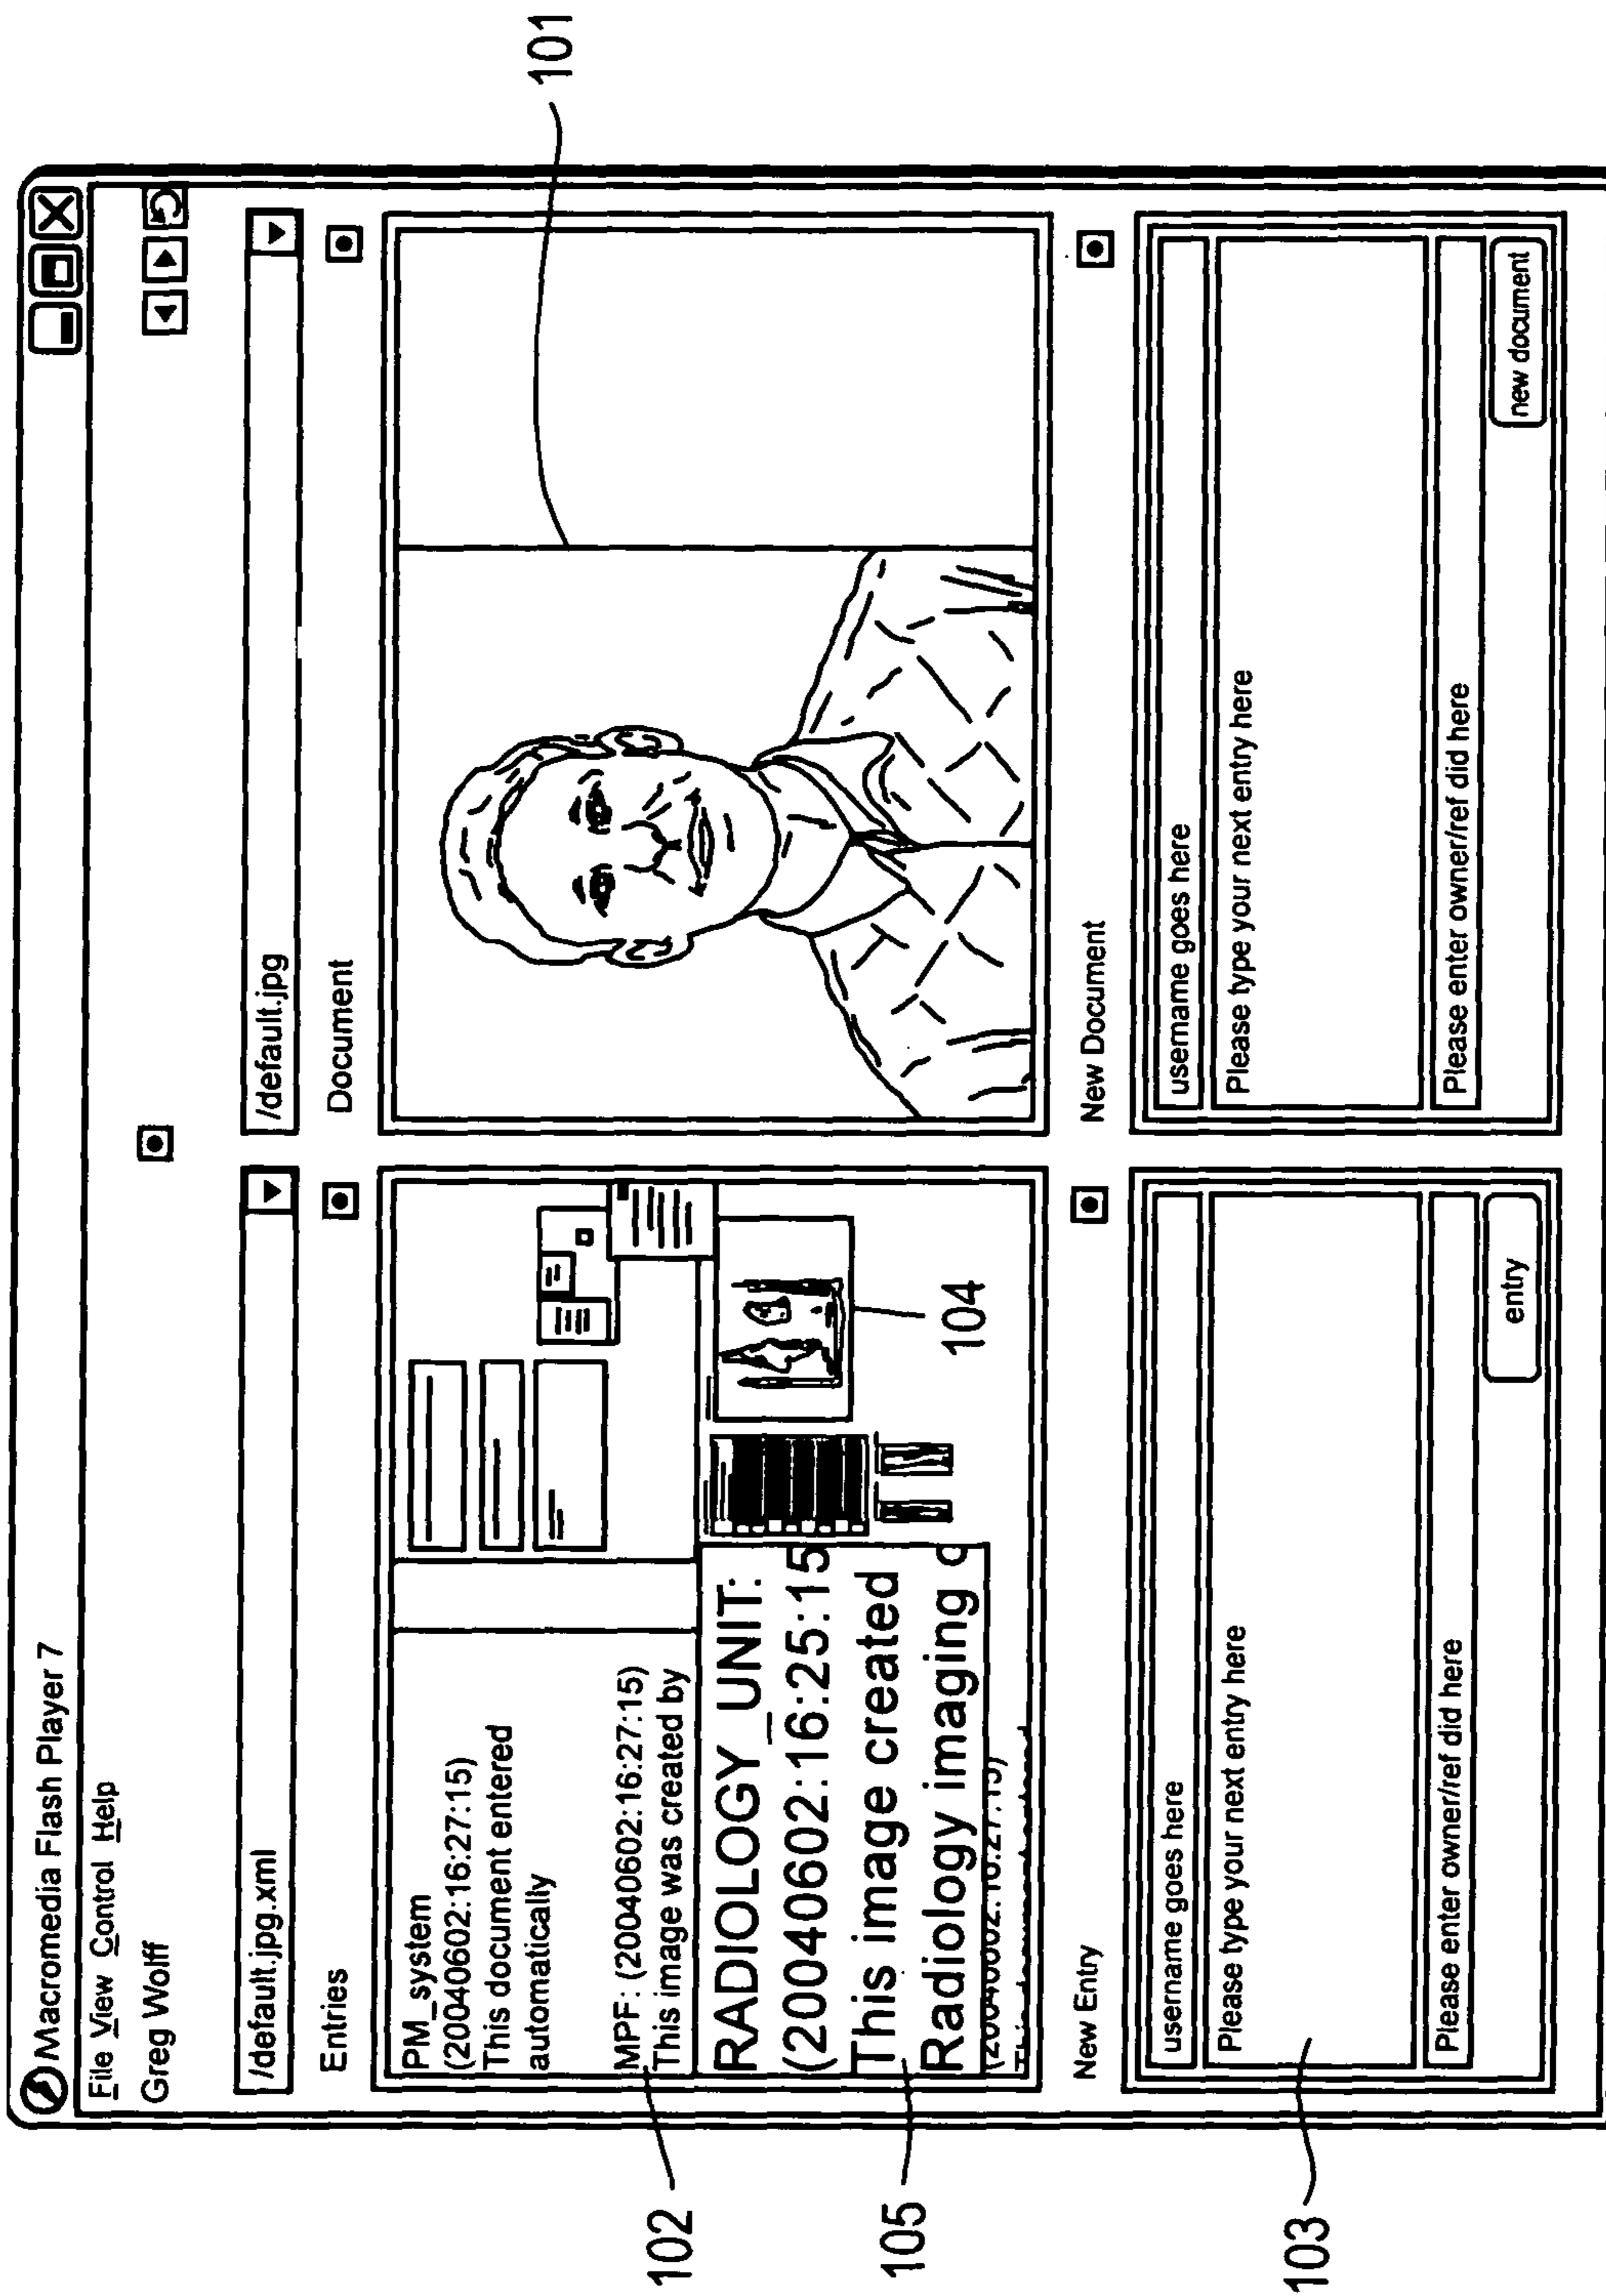 Macromedia Flash Player 7
File View Control Help
Greg Wolff
/default.jpg.xml
/default.jpg
Entries
Document
PM_system
(20040602:16:27:15)
This document entered
automatically
MPF: (20040602:16:27:15)
This image was created by
RADIOLOGY_UNIT:
(20040602:16:25:15
This image created
Radiology imaging
(20040602:16:27:15)
New Entry
username goes here
Please type your next entry here
Please enter owner/ref did here
entry
New Document
username goes here
Please type your next entry here
Please enter owner/ref did here
new document
101
102
105
104
103